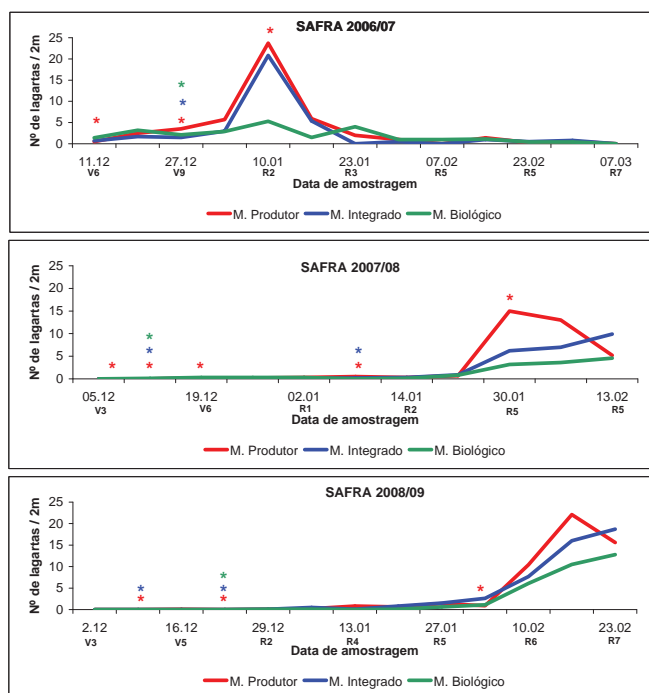 SAFRA 2006/07
Nº de lagartas / 2m
25
20
15
10
5
0
* * * * *
11.12 27.12 10.01 23.01 07.02 23.02 07.03
V6 V9 R2 R3 R5 R5 R7
Data de amostragem
M. Produtor M. Integrado M. Biológico
SAFRA 2007/08
Nº de lagartas / 2m
25
20
15
10
5
0
* * * * * * * *
05.12 19.12 02.01 14.01 30.01 13.02
V3 V6 R1 R2 R5 R5
Data de amostragem
M. Produtor M. Integrado M. Biológico
SAFRA 2008/09
Nº de lagartas / 2m
25
20
15
10
5
0
* * * * * *
2.12 16.12 29.12 13.01 27.01 10.02 23.02
V3 V5 R2 R4 R5 R6 R7
Data de amostragem
M. Produtor M. Integrado M. Biológico